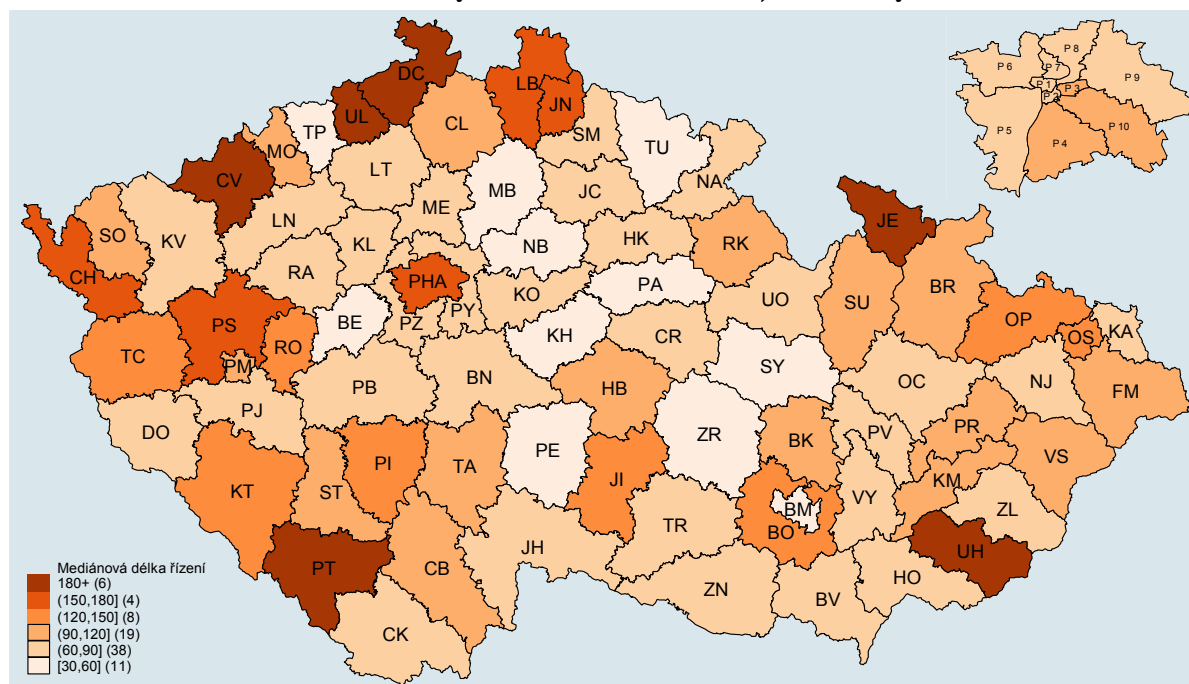 DC
LB
JN
UL
TP
CL
SM
TU
MO
CV
LT
MB
JC
NA
ME
SO
KV
LN
KL
NB
HK
RK
JE
CH
RA
PHA
KO
PA
UO
SU
BR
PS
BE
PŽ
PY
KH
CR
OP
OS
KA
TC
RO
PM
SY
PB
BN
HB
OC
NJ
FM
PJ
DO
PE
ZR
BK
PV
PR
VS
KT
ST
PI
TA
JI
BM
BO
VY
KM
ZL
TR
JH
UH
PT
CB
ZN
BV
HO
CK
P 8
P 6
P 7
P 9
P 1
P 3
P 5
P 4
P 10
Mediánová délka řízení
180+ (6)
(150,180] (4)
(120,150] (8)
(90,120] (19)
(60,90] (38)
[30,60] (11)